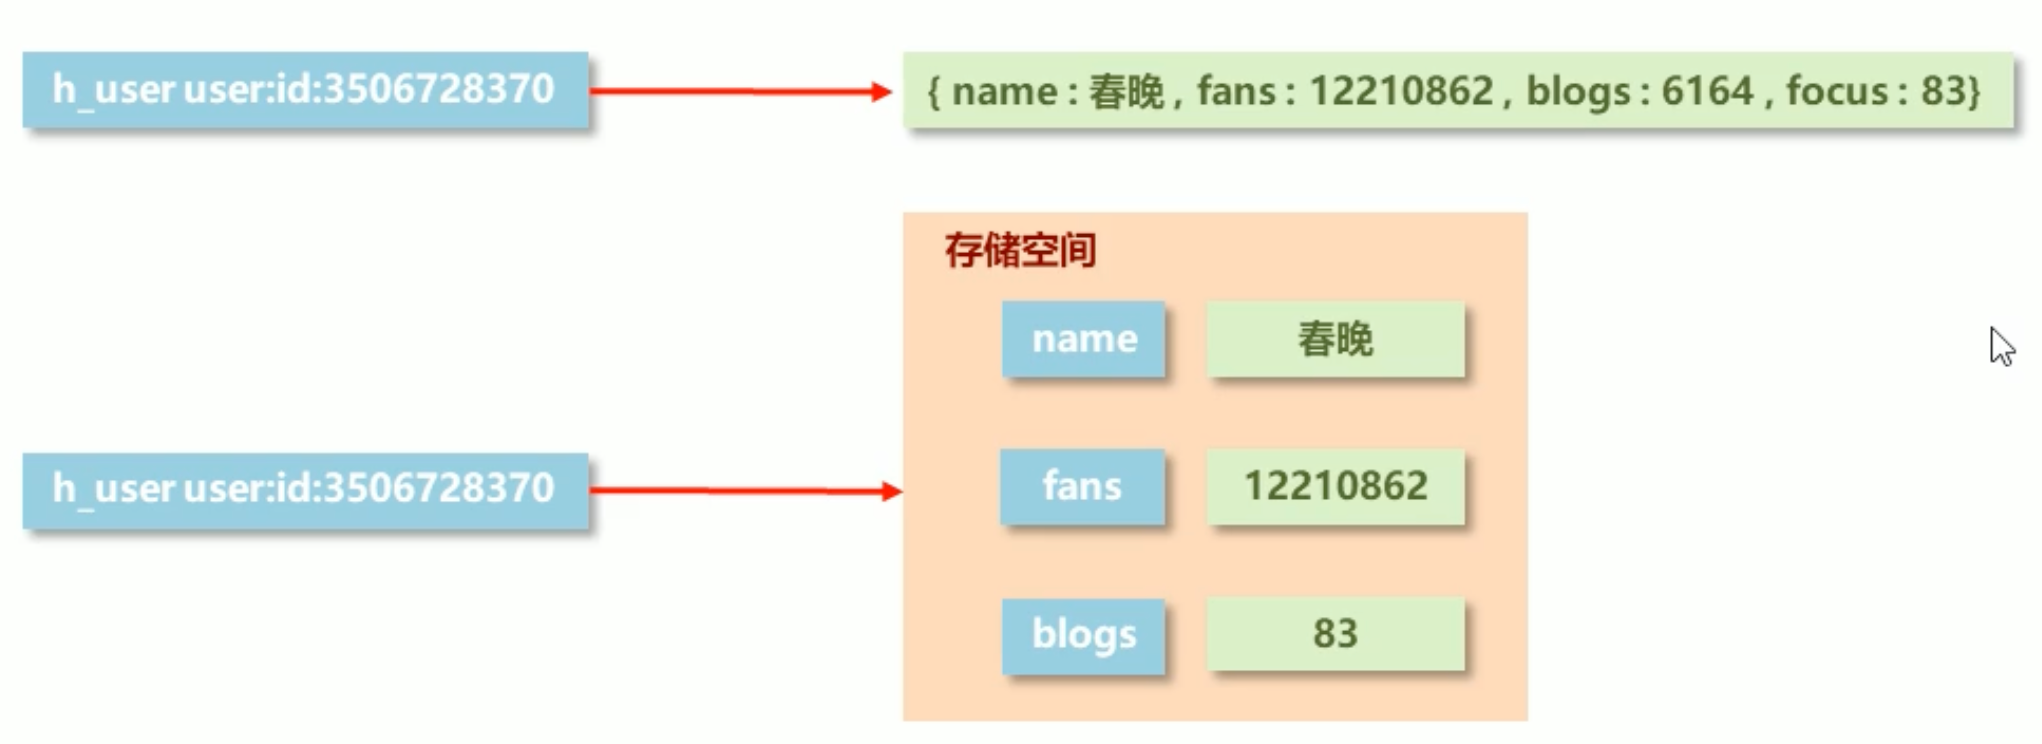 h_user user:id:3506728370
{ name : 春晚 , fans : 12210862 , blogs : 6164 , focus : 83}
存储空间
name 春晚
h_user user:id:3506728370
fans 12210862
blogs 83